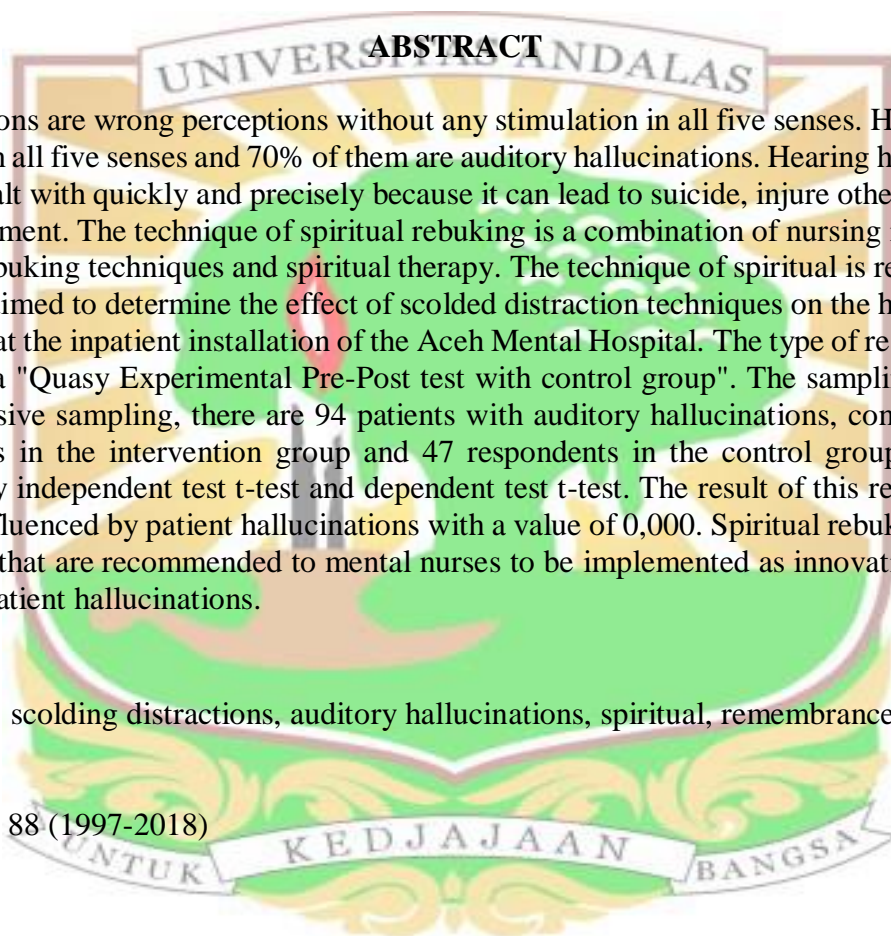 UNIVERSITAS ANDALAS
ABSTRACT
ons are wrong perceptions without any stimulation in all five senses. H
n all five senses and 70% of them are auditory hallucinations. Hearing h
alt with quickly and precisely because it can lead to suicide, injure othe
ment. The technique of spiritual rebuking is a combination of nursing
buking techniques and spiritual therapy. The technique of spiritual is re
imed to determine the effect of scolded distraction techniques on the h
at the inpatient installation of the Aceh Mental Hospital. The type of re
a "Quasy Experimental Pre-Post test with control group". The sampli
sive sampling, there are 94 patients with auditory hallucinations, con
s in the intervention group and 47 respondents in the control group
y independent test t-test and dependent test t-test. The result of this re
fluenced by patient hallucinations with a value of 0,000. Spiritual rebuk
that are recommended to mental nurses to be implemented as innovati
atient hallucinations.
scolding distractions, auditory hallucinations, spiritual, remembrance
88 (1997-2018)
UNTUK KEDJAJAAN BANGSA